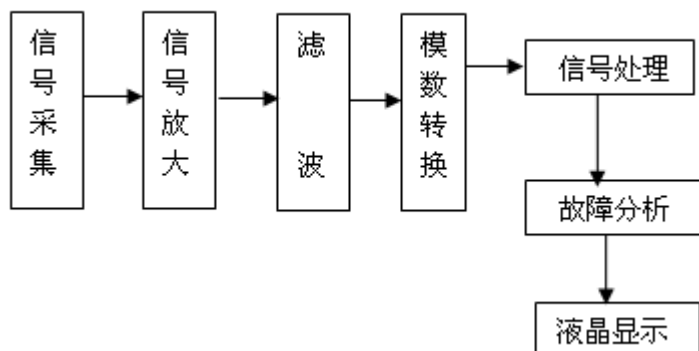 信号采集
信号放大
滤波
模数转换
信号处理
故障分析
液晶显示